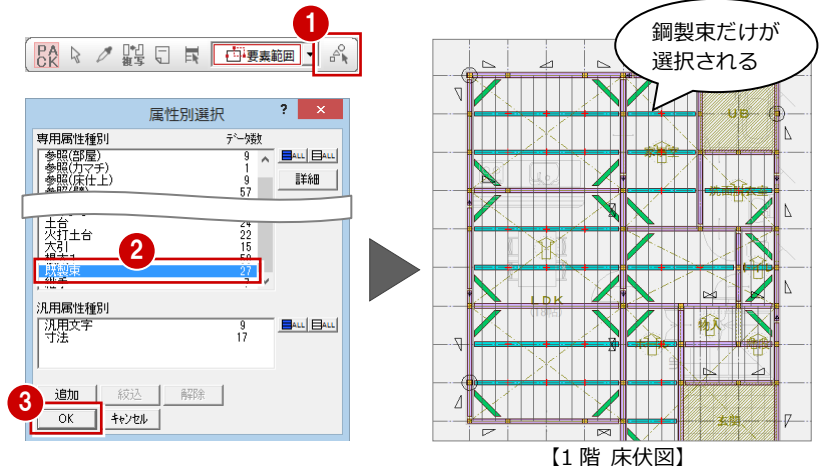 1
PACK
複写
要素範囲
鋼製束だけが
選択される
属性別選択
?
×
専用属性種別
データ数
参照(部屋) 9
参照(カマチ) 1
参照(床仕上) 9
57
ALL
ALL
詳細
土台 24
火打土台 22
大引 15
2
既製束 27
汎用属性種別
汎用文字 9
寸法 17
ALL
ALL
追加
絞込
解除
3
OK
キャンセル
UB
LDK
物入
玄関
【1階 床伏図】